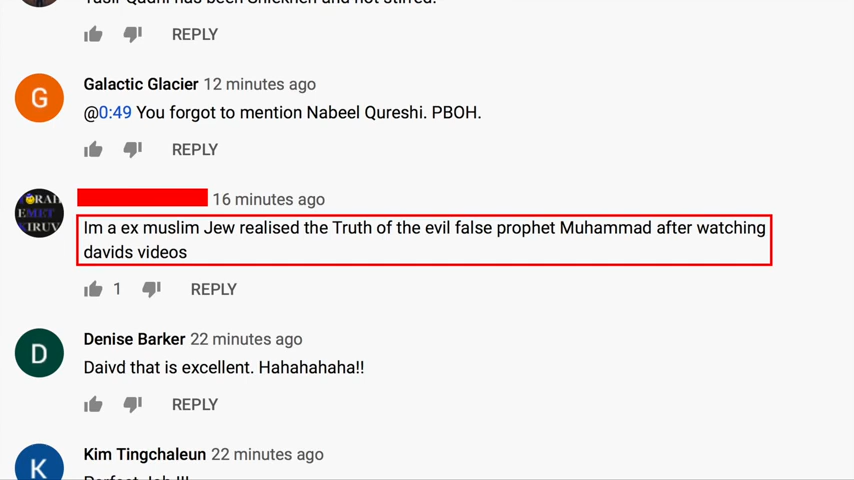 REPLY
Galactic Glacier 12 minutes ago
@0:49 You forgot to mention Nabeel Qureshi. PBOH.
REPLY
16 minutes ago
Im a ex muslim Jew realised the Truth of the evil false prophet Muhammad after watching
davids videos
1 REPLY
Denise Barker 22 minutes ago
Daivd that is excellent. Hahahahaha!!
REPLY
Kim Tingchaleun 22 minutes ago